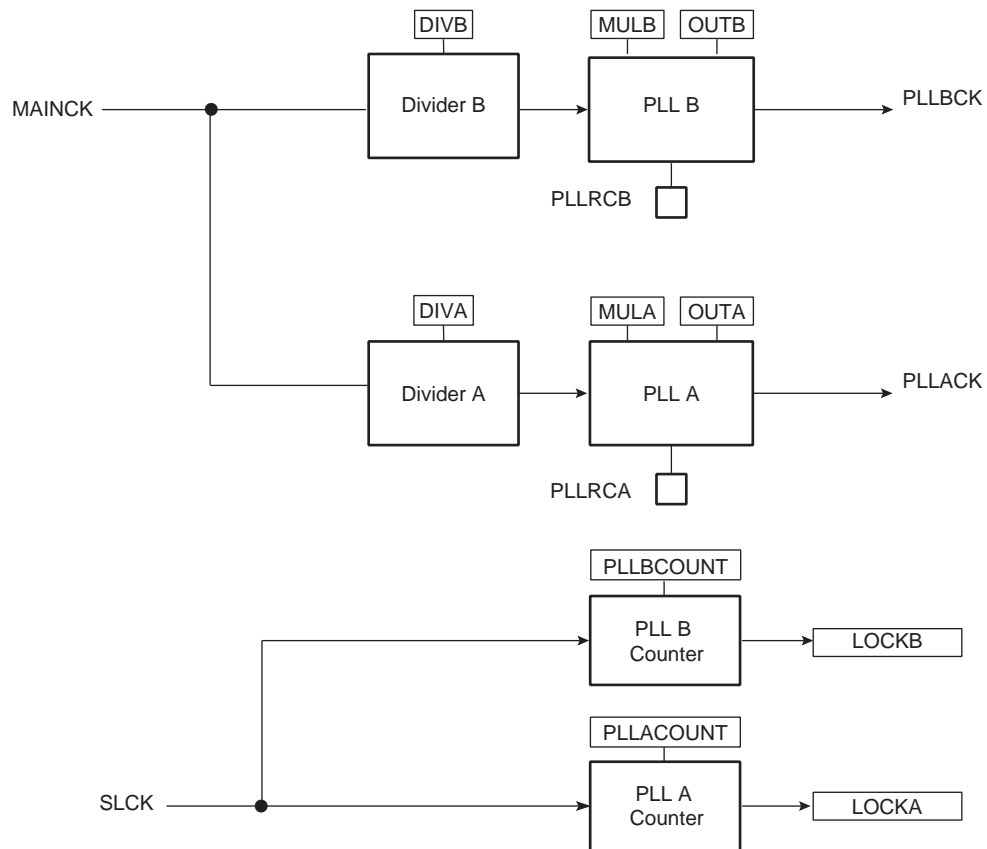 DIVB
MULB
OUTB
MAINCK
Divider B
PLL B
PLLBCK
PLLRCB
DIVA
MULA
OUTA
Divider A
PLL A
PLLACK
PLLRCA
PLLBCOUNT
PLL B
Counter
LOCKB
PLLACOUNT
SLCK
PLL A
Counter
LOCKA